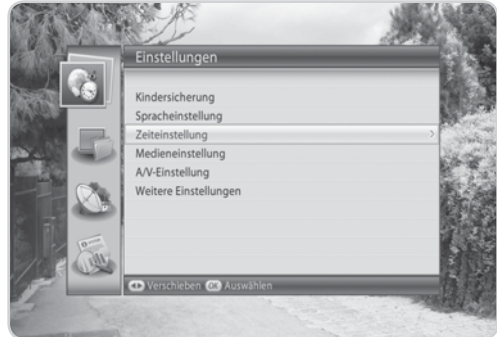 Einstellungen
Kindersicherung
Spracheinstellung
Zeiteinstellung
Medieneinstellung
A/V-Einstellung
Weitere Einstellungen
Verschieben OK Auswählen